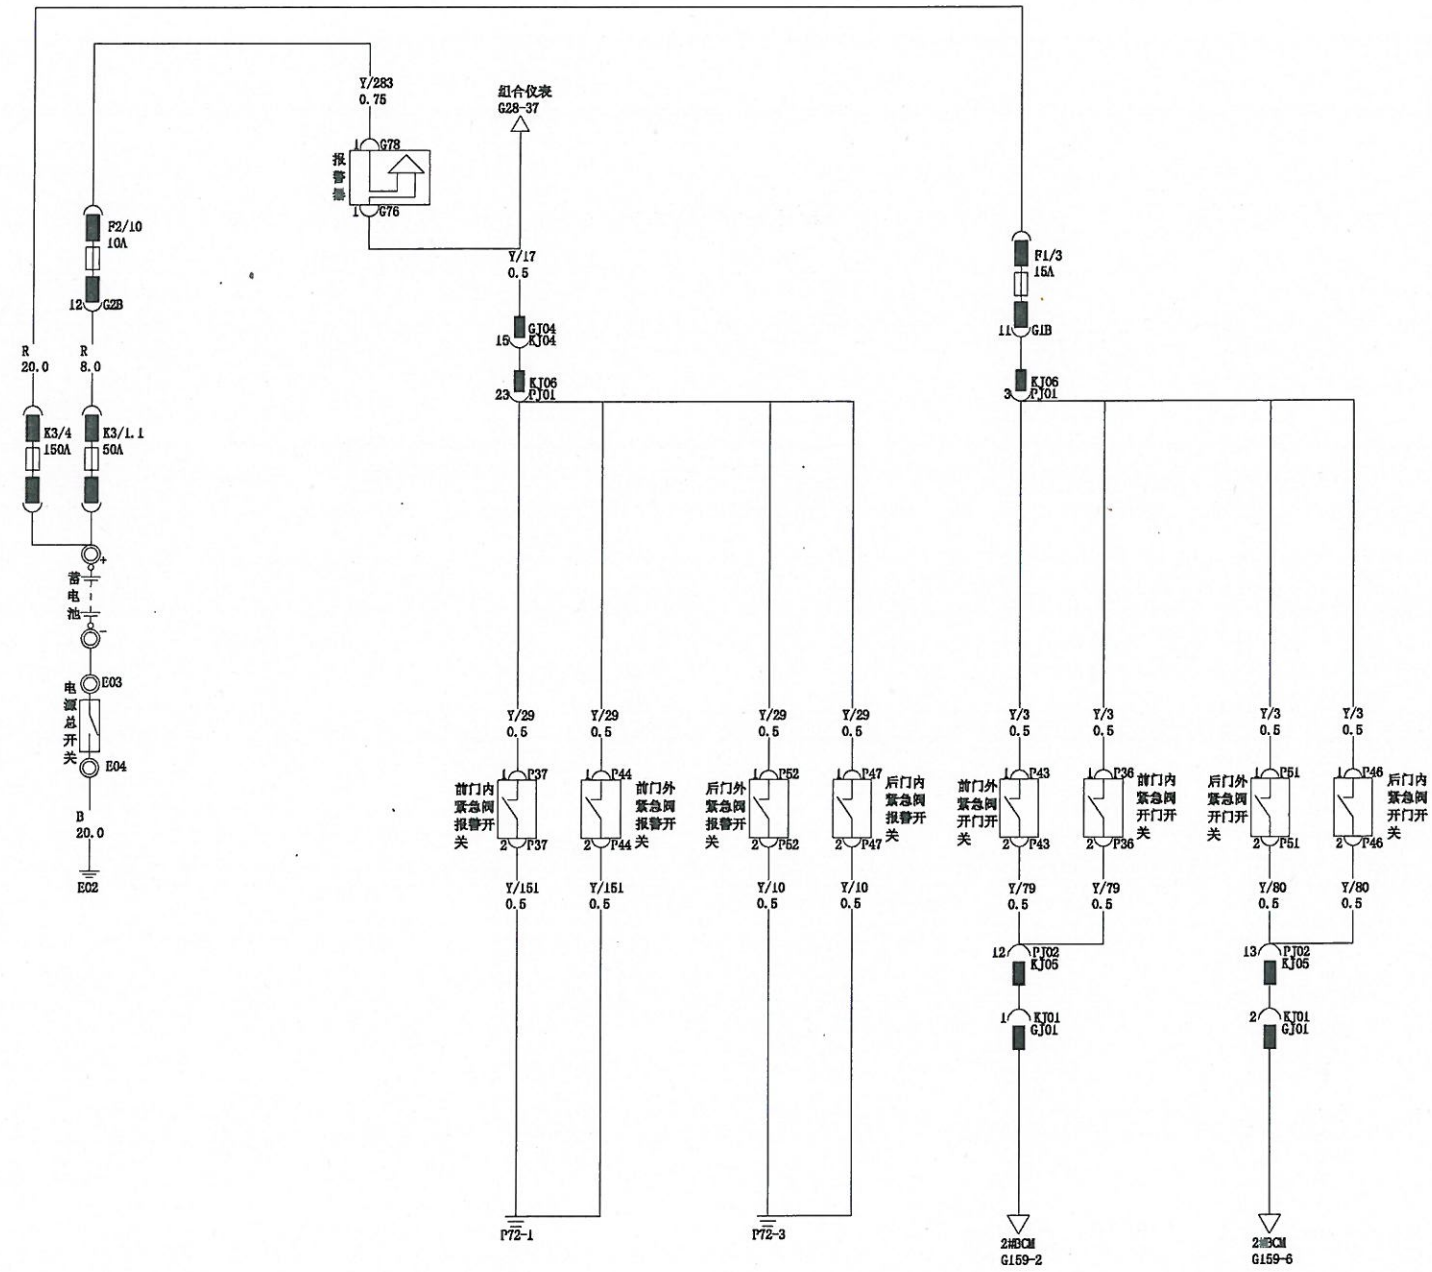 Y/283
0.75
组合仪表
G28-37
1 G78
报
警
器
1 G76
F2/10
10A
12 G2B
Y/17
0.5
F1/3
15A
11 G1B
GJ04
15 KJ04
R
20.0
R
8.0
KJ06
23 PJ01
KJ06
3 PJ01
K3/4
150A
K3/1.1
50A
+
蓄
电
池
-
E03
电
源
总
开
关
E04
B
20.0
E02
Y/29
0.5
Y/29
0.5
Y/29
0.5
Y/29
0.5
Y/3
0.5
Y/3
0.5
Y/3
0.5
Y/3
0.5
1 P37
前门内
紧急阀
报警开
关
2 P37
1 P44
前门外
紧急阀
报警开
关
2 P44
后门外
紧急阀
报警开
关
1 P52
2 P52
1 P47
后门内
紧急阀
报警开
关
2 P47
前门外
紧急阀
开门开
关
1 P43
2 P43
1 P36
前门内
紧急阀
开门开
关
2 P36
后门外
紧急阀
开门开
关
1 P51
2 P51
1 P46
后门内
紧急阀
开门开
关
2 P46
Y/151
0.5
Y/151
0.5
Y/10
0.5
Y/10
0.5
Y/79
0.5
Y/79
0.5
Y/80
0.5
Y/80
0.5
12 PJ02
KJ05
13 PJ02
KJ05
1 KJ01
GJ01
2 KJ01
GJ01
P72-1
P72-3
2#BCM
G159-2
2#BCM
G159-6